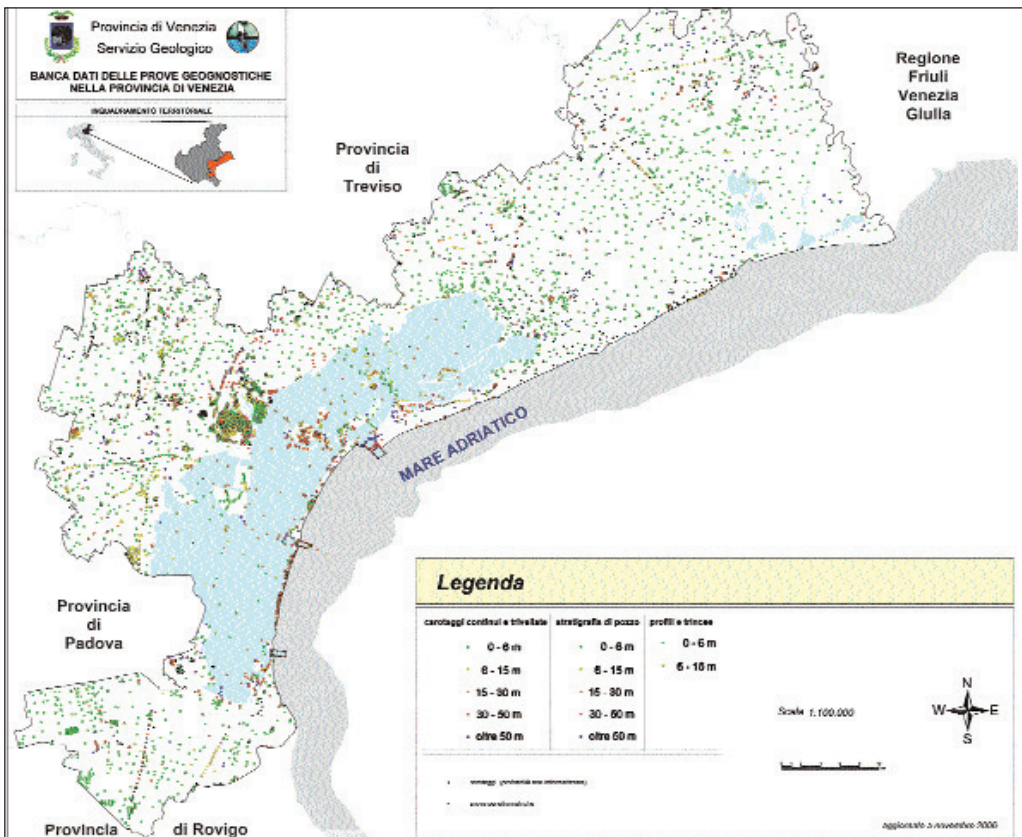 Provincia di Venezia
Servizio Geologico
BANCA DATI DELLE PROVE GEOGNOSTICHE
NELLA PROVINCIA DI VENEZIA
INQUADRAMENTO TERRITORIALE
Regione
Friuli
Venezia
Giulia
Provincia
di
Treviso
MARE ADRIATICO
Provincia
di
Padova
Provincia di Rovigo
Legenda
carotaggi continui e trivellate stratigrafia di pozzo profili e trincee
0 - 6 m 0 - 6 m 0 - 6 m
6 - 15 m 6 - 15 m
15 - 30 m 15 - 30 m
30 - 50 m 30 - 50 m
oltre 50 m oltre 50 m
Scala 1:100.000
N
W E
S
aggiornato a novembre